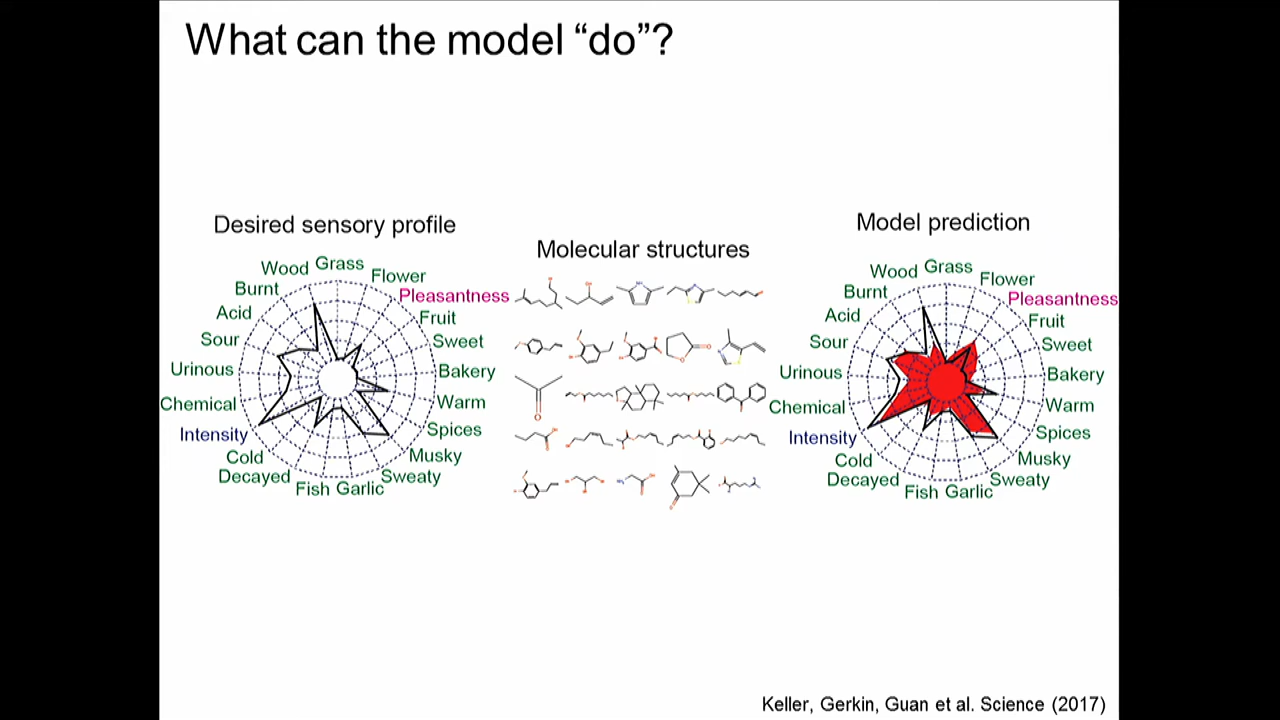 What can the model “do”?
Desired sensory profile
Wood
Grass
Flower
Pleasantness
Fruit
Sweet
Bakery
Warm
Spices
Musky
Sweaty
Garlic
Fish
Decayed
Cold
Intensity
Chemical
Urinous
Sour
Acid
Burnt
Molecular structures
Model prediction
Wood
Grass
Flower
Pleasantness
Fruit
Sweet
Bakery
Warm
Spices
Musky
Sweaty
Garlic
Fish
Decayed
Cold
Intensity
Chemical
Urinous
Sour
Acid
Burnt
Keller, Gerkin, Guan et al. Science (2017)